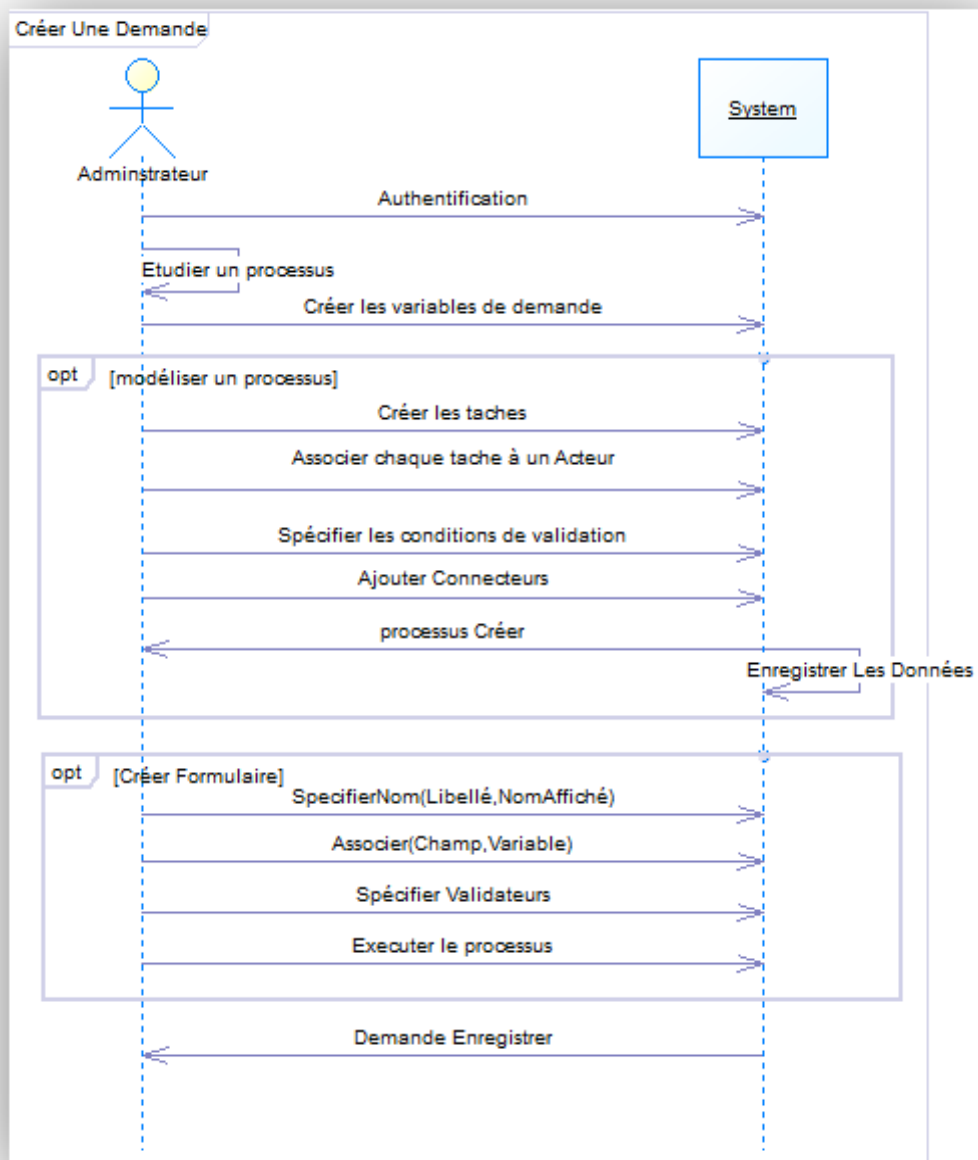 Créer Une Demande
System
Adminstrateur
Authentification
Etudier un processus
Créer les variables de demande
opt [modéliser un processus]
Créer les taches
Associer chaque tache à un Acteur
Spécifier les conditions de validation
Ajouter Connecteurs
processus Créer
Enregistrer Les Données
opt [Créer Formulaire]
SpecifierNom(Libellé,NomAffiché)
Associer(Champ,Variable)
Spécifier Validateurs
Executer le processus
Demande Enregistrer